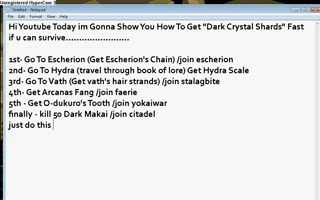 Unregistered HyperCam 2
Untitled - Notepad
File Edit Format View Help
Hi Youtube Today im Gonna Show You How To Get "Dark Crystal Shards" Fast
if u can survive........................
1st- Go To Escherion (Get Escherion's Chain) /join escherion
2nd- Go To Hydra (travel through book of lore) Get Hydra Scale
3rd- Go To Vath (Get vath's hair strands) /join stalagbite
4th- Get Arcanas Fang /join faerie
5th - Get O-dukuro's Tooth /join yokaiwar
finally - kill 50 Dark Makai /join citadel
just do this